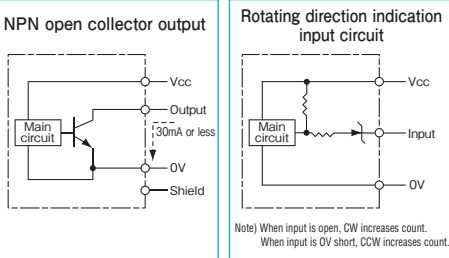 NPN open collector output
Vcc
Output
Main
circuit
30mA or less
0V
Shield
Rotating direction indication
input circuit
Vcc
Main
circuit
Input
0V
Note) When input is open, CW increases count.
When input is 0V short, CCW increases count.